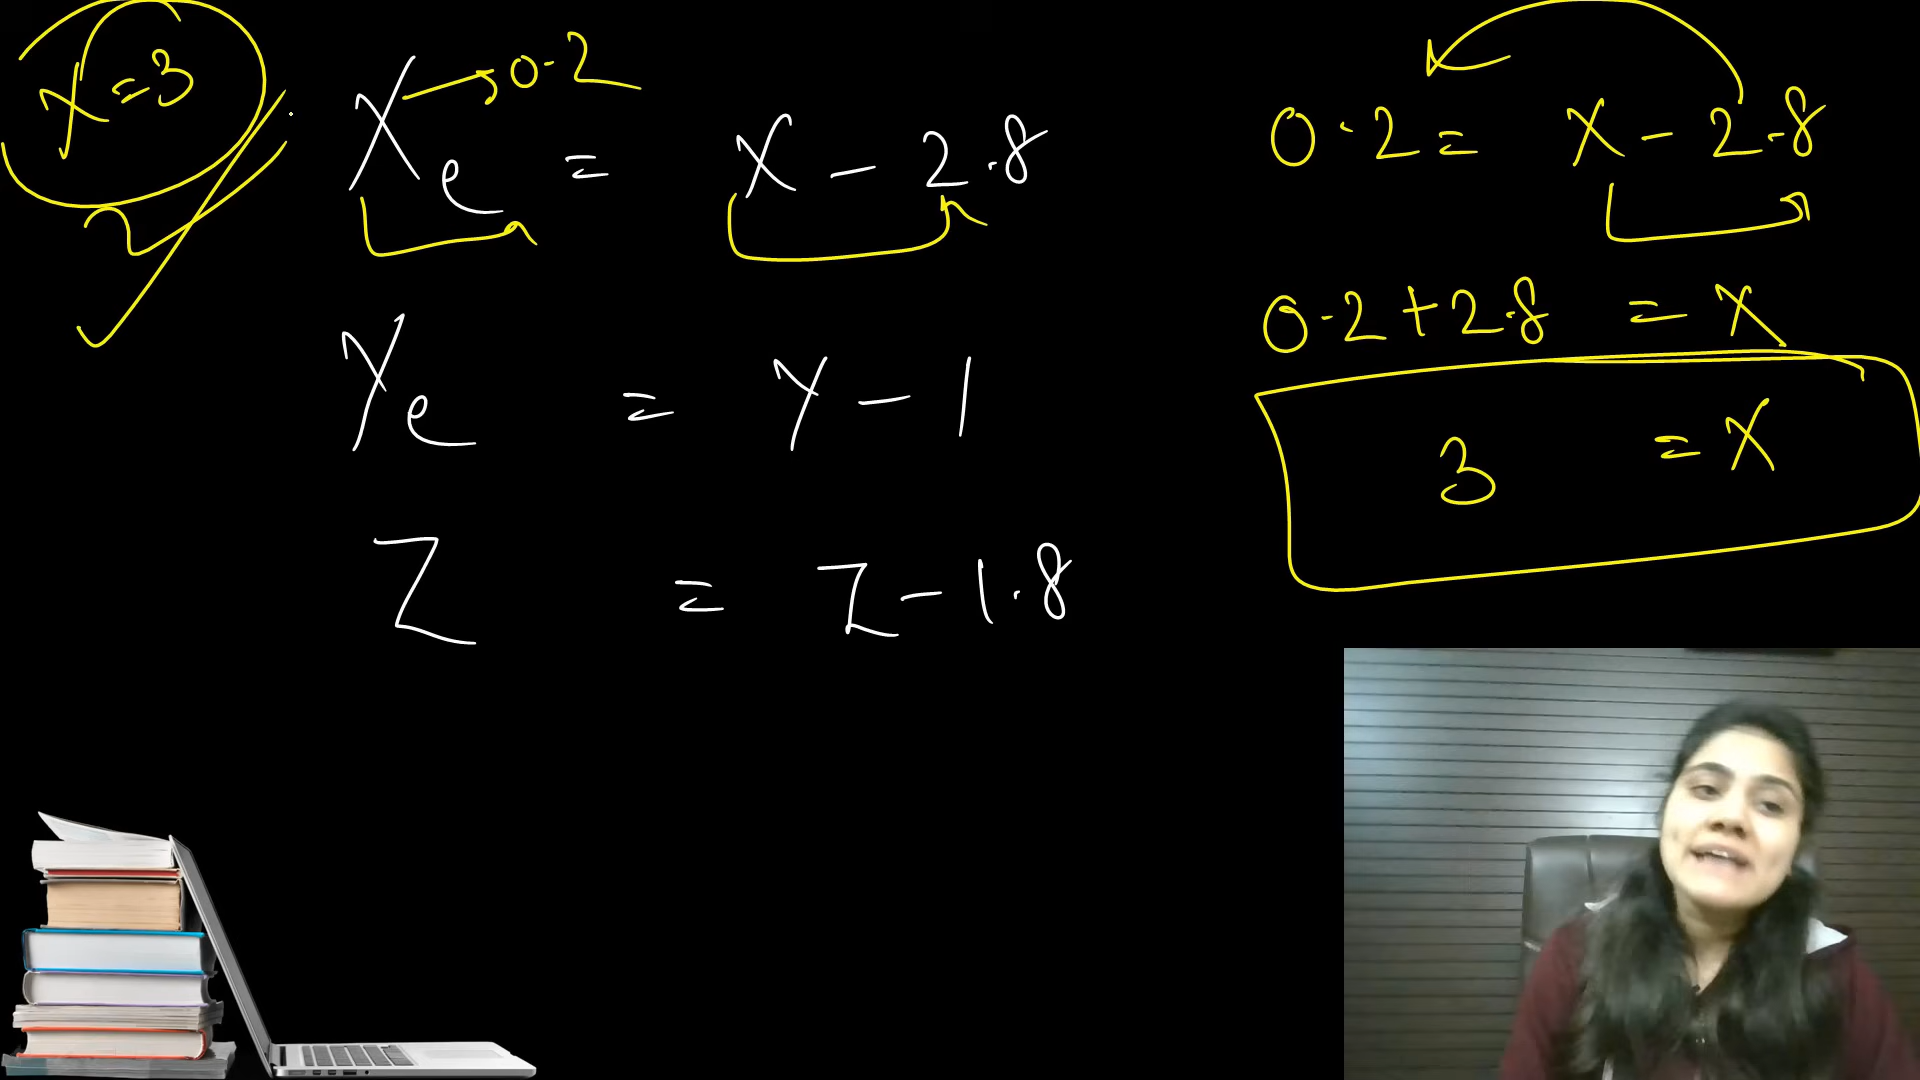 X = 3
X → 0.2
Xe = X - 2.8
Ye = Y - 1
Z = Z - 1.8
0.2 = X - 2.8
0.2 + 2.8 = X
3 = X